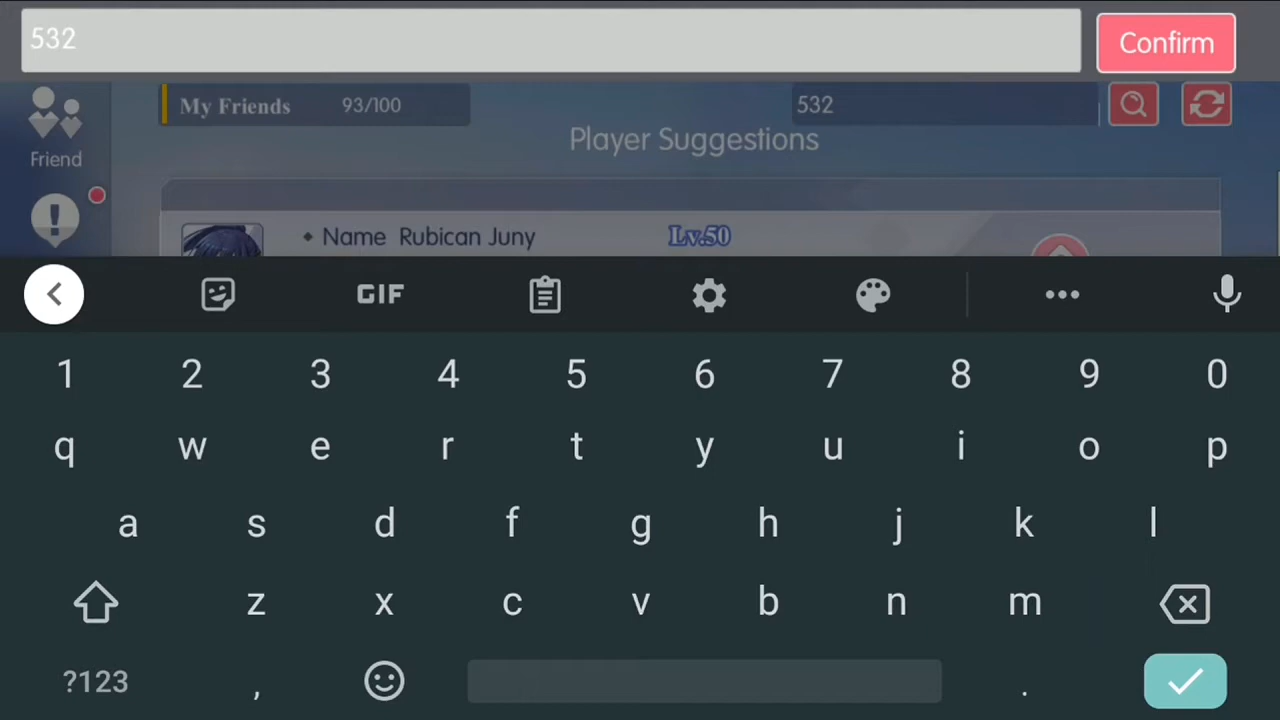 532
Confirm
My Friends 93/100 532
Player Suggestions
Friend
Name Rubican Juny Lv.50
GIF
1 2 3 4 5 6 7 8 9 0
q w e r t y u i o p
a s d f g h j k l
z x c v b n m
?123 , .